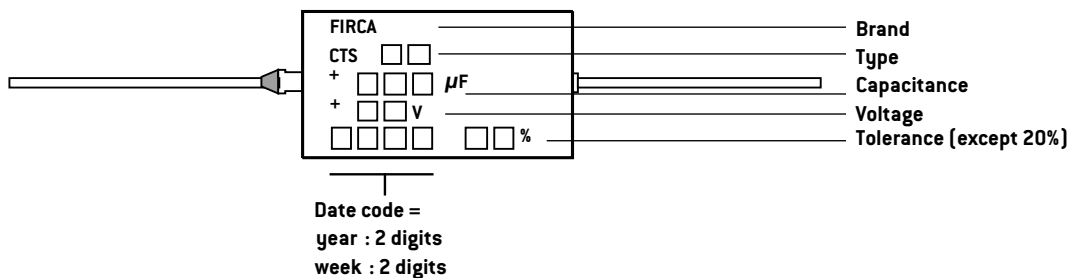 FIRCA
Brand
CTS
Type
+ µF
Capacitance
+ V
Voltage
%
Tolerance (except 20%)
Date code =
year : 2 digits
week : 2 digits